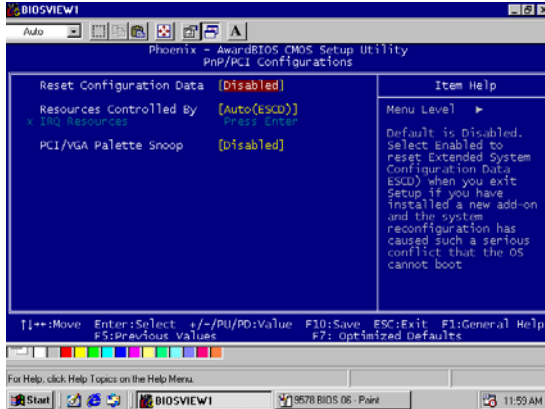 BIOSVIEW1
Auto
A
Phoenix - AwardBIOS CMOS Setup Utility
PnP/PCI Configurations
Reset Configuration Data [Disabled]
Resources Controlled By [Auto(ESCD)]
x IRQ Resources Press Enter
PCI/VGA Palette Snoop [Disabled]
Item Help
Menu Level ►
Default is Disabled.
Select Enabled to
reset Extended System
Configuration Data
ESCD) when you exit
Setup if you have
installed a new add-on
and the system
reconfiguration has
caused such a serious
conflict that the OS
cannot boot
↑↓→←:Move Enter:Select +/-/PU/PD:Value F10:Save ESC:Exit F1:General Help
F5:Previous Values F7: Optimized Defaults
For Help, click Help Topics on the Help Menu.
Start BIOSVIEW1 9578 BIOS 06 - Paint 11:59 AM